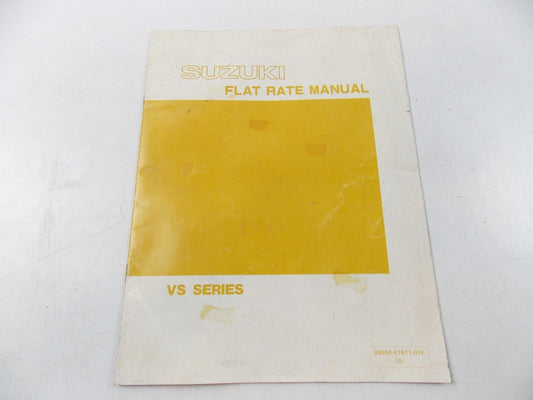 SUZUKI
FLAT RATE MANUAL
VS SERIES